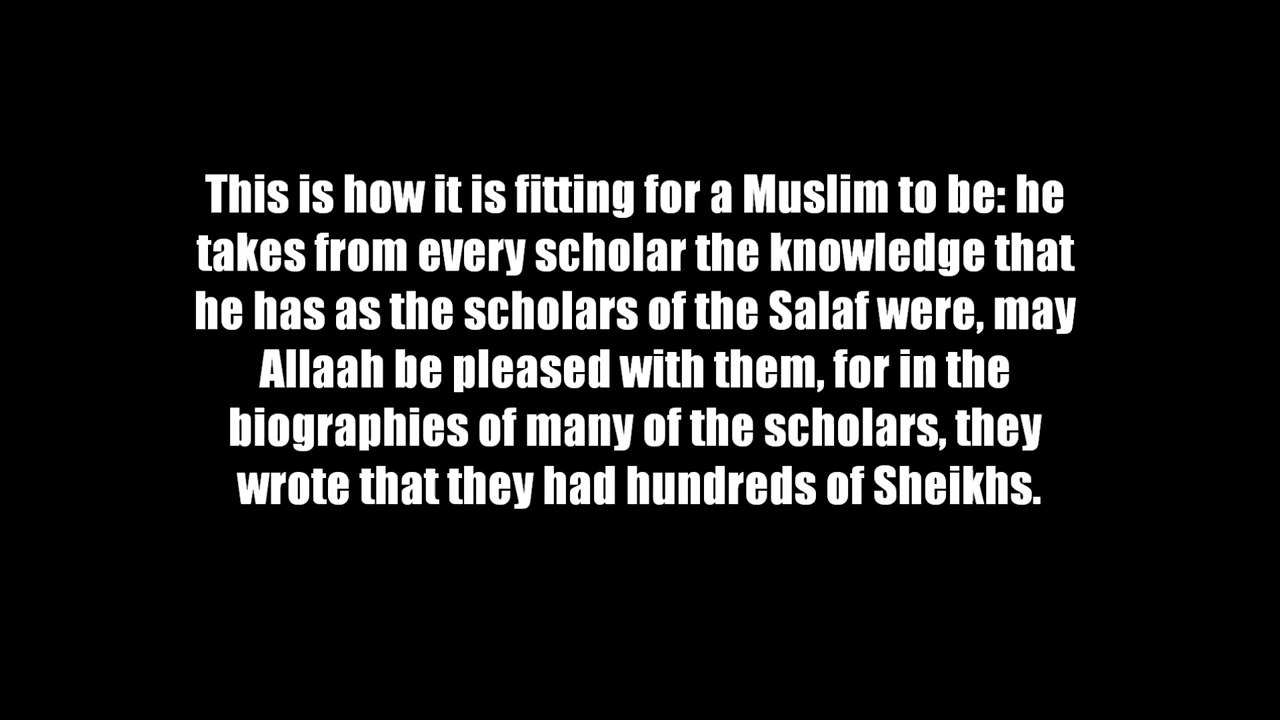 This is how it is fitting for a Muslim to be: he
takes from every scholar the knowledge that
he has as the scholars of the Salaf were, may
Allaah be pleased with them, for in the
biographies of many of the scholars, they
wrote that they had hundreds of Sheikhs.